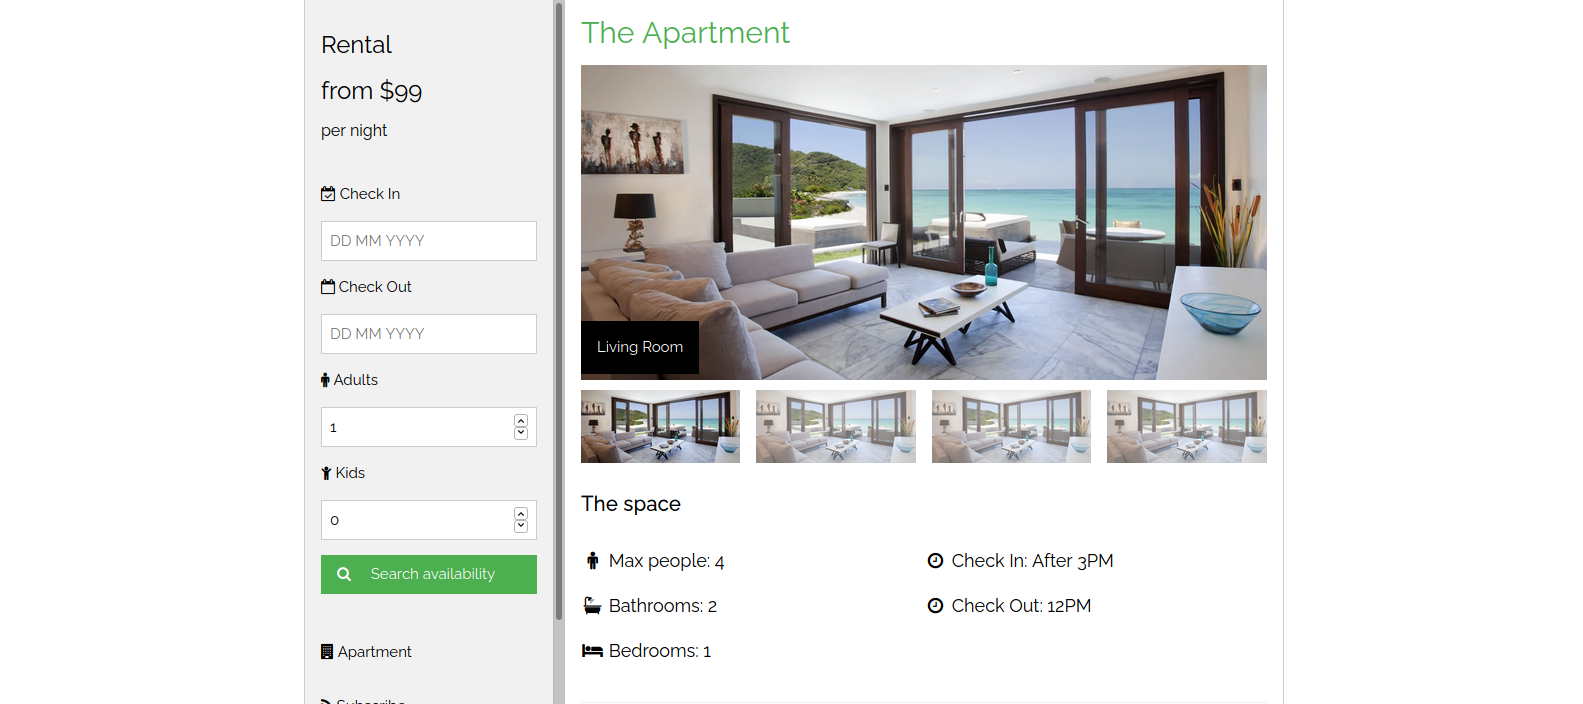 Rental
from $99
per night
Check In
DD MM YYYY
Check Out
DD MM YYYY
Adults
1
Kids
0
Search availability
Apartment
Subscribe
The Apartment
Living Room
The space
Max people: 4
Bathrooms: 2
Bedrooms: 1
Check In: After 3PM
Check Out: 12PM